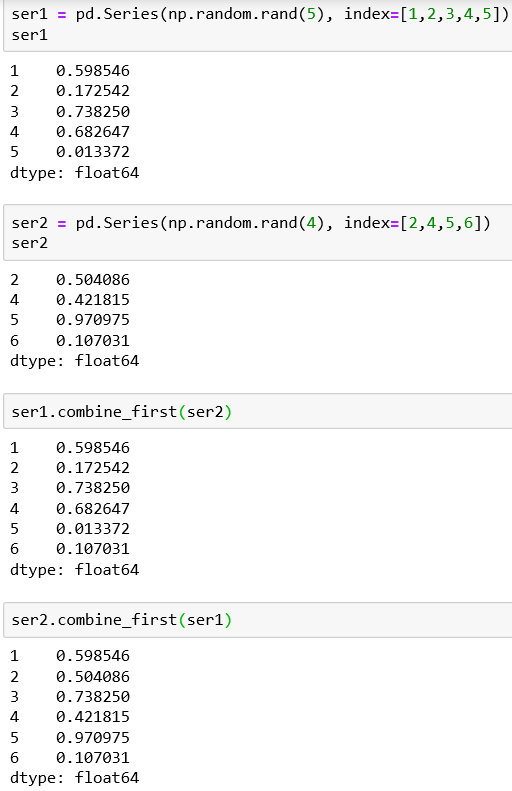 ser1 = pd.Series(np.random.rand(5), index=[1,2,3,4,5])
ser1
1    0.598546
2    0.172542
3    0.738250
4    0.682647
5    0.013372
dtype: float64
ser2 = pd.Series(np.random.rand(4), index=[2,4,5,6])
ser2
2    0.504086
4    0.421815
5    0.970975
6    0.107031
dtype: float64
ser1.combine_first(ser2)
1    0.598546
2    0.172542
3    0.738250
4    0.682647
5    0.013372
6    0.107031
dtype: float64
ser2.combine_first(ser1)
1    0.598546
2    0.504086
3    0.738250
4    0.421815
5    0.970975
6    0.107031
dtype: float64